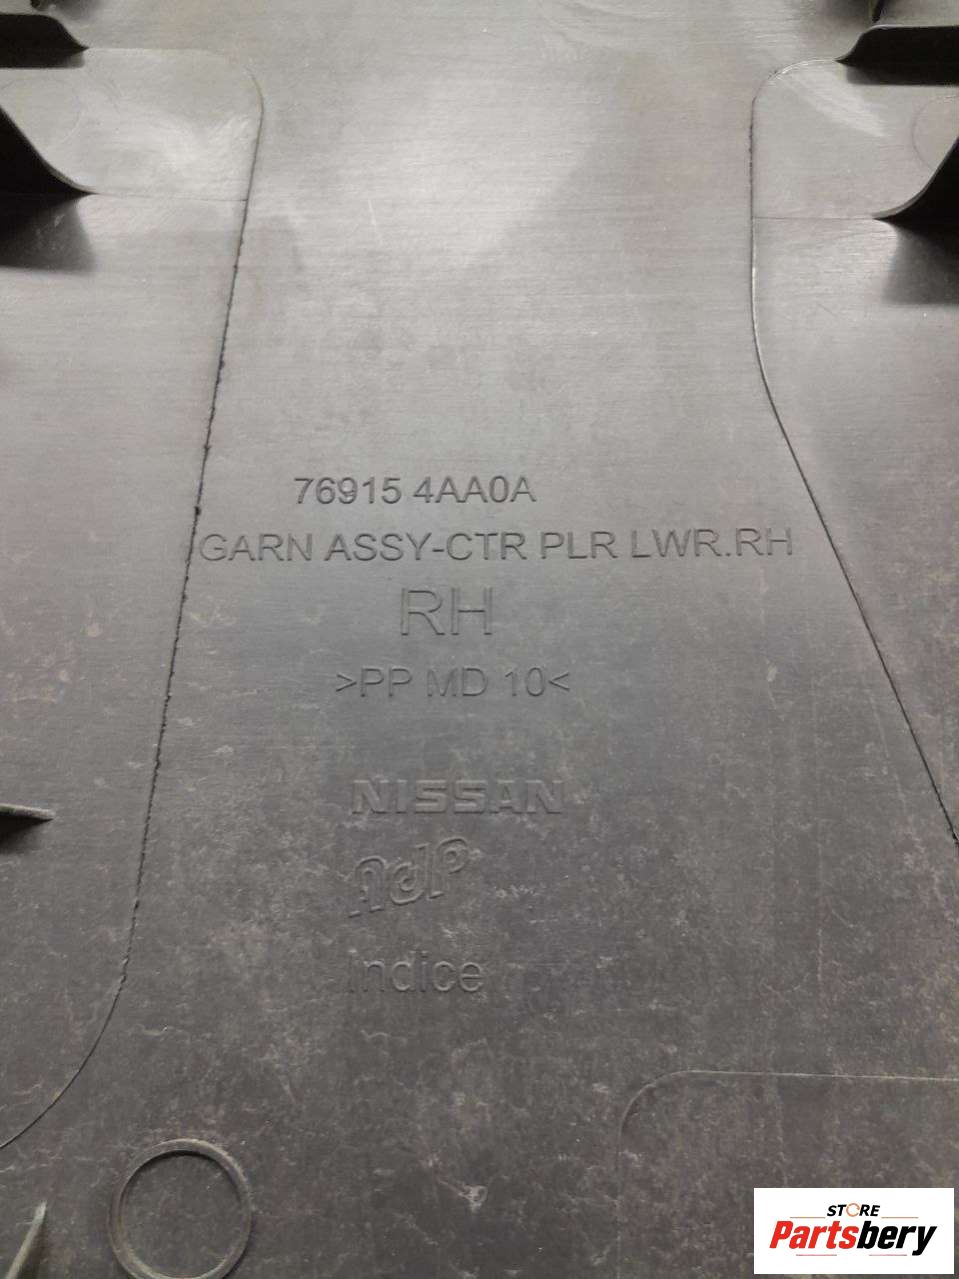 76915 4AA0A
GARN ASSY-CTR PLR LWR.RH
RH
>PP MD 10<
NISSAN
indice
STORE
Partsbery